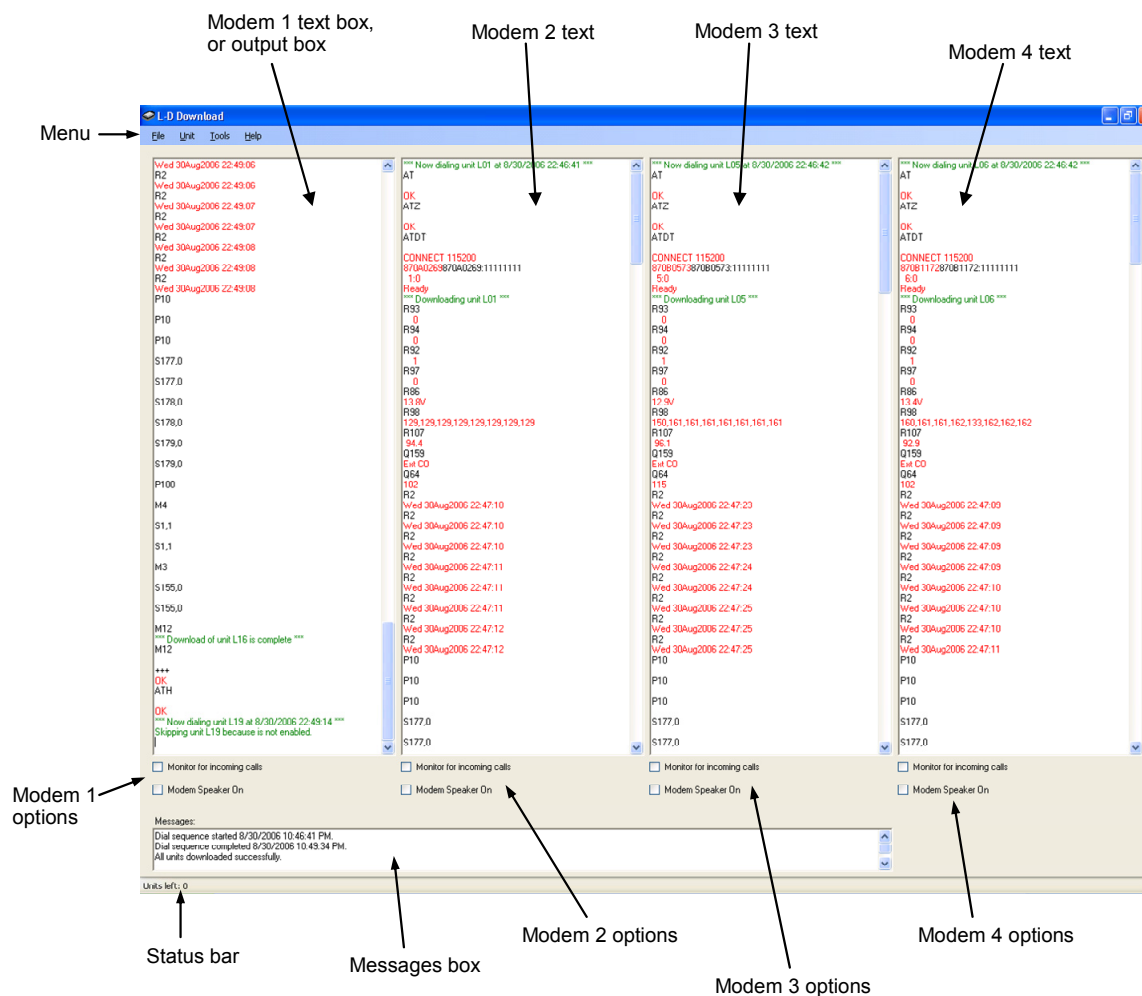 Modem 1 text box,
or output box
Modem 2 text
Modem 3 text
Modem 4 text
Menu
L-D Download
File Unit Tools Help
Wed 30Aug2006 22:49:06
R2
Wed 30Aug2006 22:49:06
R2
Wed 30Aug2006 22:49:07
R2
Wed 30Aug2006 22:49:07
R2
Wed 30Aug2006 22:49:08
R2
Wed 30Aug2006 22:49:08
R2
Wed 30Aug2006 22:49:08
P10
P10
P10
S177,0
S177,0
S178,0
S178,0
S179,0
S179,0
P100
M4
S1,1
S1,1
M3
S155,0
S155,0
M12
*** Download of unit L16 is complete ***
M12
+++
OK
ATH
OK
*** Now dialing unit L19 at 8/30/2006 22:49:14 ***
Skipping unit L19 because is not enabled.
*** Now dialing unit L01 at 8/30/2006 22:46:41 ***
AT
OK
ATZ
OK
ATDT
CONNECT 115200
870A0269870A0269:11111111
1:0
Ready
*** Downloading unit L01 ***
R93
0
R94
0
R92
1
R97
0
R86
13.8V
R98
129,129,129,129,129,129,129,129
R107
94.4
Q159
Ext CO
Q64
102
R2
Wed 30Aug2006 22:47:10
R2
Wed 30Aug2006 22:47:10
R2
Wed 30Aug2006 22:47:10
R2
Wed 30Aug2006 22:47:11
R2
Wed 30Aug2006 22:47:11
R2
Wed 30Aug2006 22:47:11
R2
Wed 30Aug2006 22:47:12
R2
Wed 30Aug2006 22:47:12
P10
P10
P10
S177,0
S177,0
*** Now dialing unit L05 at 8/30/2006 22:46:42 ***
AT
OK
ATZ
OK
ATDT
CONNECT 115200
870B0573870B0573:11111111
5:0
Ready
*** Downloading unit L05 ***
R93
0
R94
0
R92
1
R97
0
R86
12.9V
R98
150,161,161,161,161,161,161,161
R107
96.1
Q159
Ext CO
Q64
115
R2
Wed 30Aug2006 22:47:23
R2
Wed 30Aug2006 22:47:23
R2
Wed 30Aug2006 22:47:23
R2
Wed 30Aug2006 22:47:24
R2
Wed 30Aug2006 22:47:24
R2
Wed 30Aug2006 22:47:25
R2
Wed 30Aug2006 22:47:25
R2
Wed 30Aug2006 22:47:25
P10
P10
P10
S177,0
S177,0
*** Now dialing unit L06 at 8/30/2006 22:46:42 ***
AT
OK
ATZ
OK
ATDT
CONNECT 115200
870B1172870B1172:11111111
6:0
Ready
*** Downloading unit L06 ***
R93
0
R94
0
R92
1
R97
0
R86
13.4V
R98
160,161,161,162,133,162,162,162
R107
92.9
Q159
Ext CO
Q64
102
R2
Wed 30Aug2006 22:47:09
R2
Wed 30Aug2006 22:47:09
R2
Wed 30Aug2006 22:47:09
R2
Wed 30Aug2006 22:47:09
R2
Wed 30Aug2006 22:47:10
R2
Wed 30Aug2006 22:47:10
R2
Wed 30Aug2006 22:47:10
R2
Wed 30Aug2006 22:47:11
P10
P10
P10
S177,0
S177,0
Monitor for incoming calls
Modem Speaker On
Monitor for incoming calls
Modem Speaker On
Monitor for incoming calls
Modem Speaker On
Monitor for incoming calls
Modem Speaker On
Modem 1
options
Messages:
Dial sequence started 8/30/2006 10:46:41 PM.
Dial sequence completed 8/30/2006 10:49:34 PM.
All units downloaded successfully.
Units left: 0
Status bar
Messages box
Modem 2 options
Modem 3 options
Modem 4 options